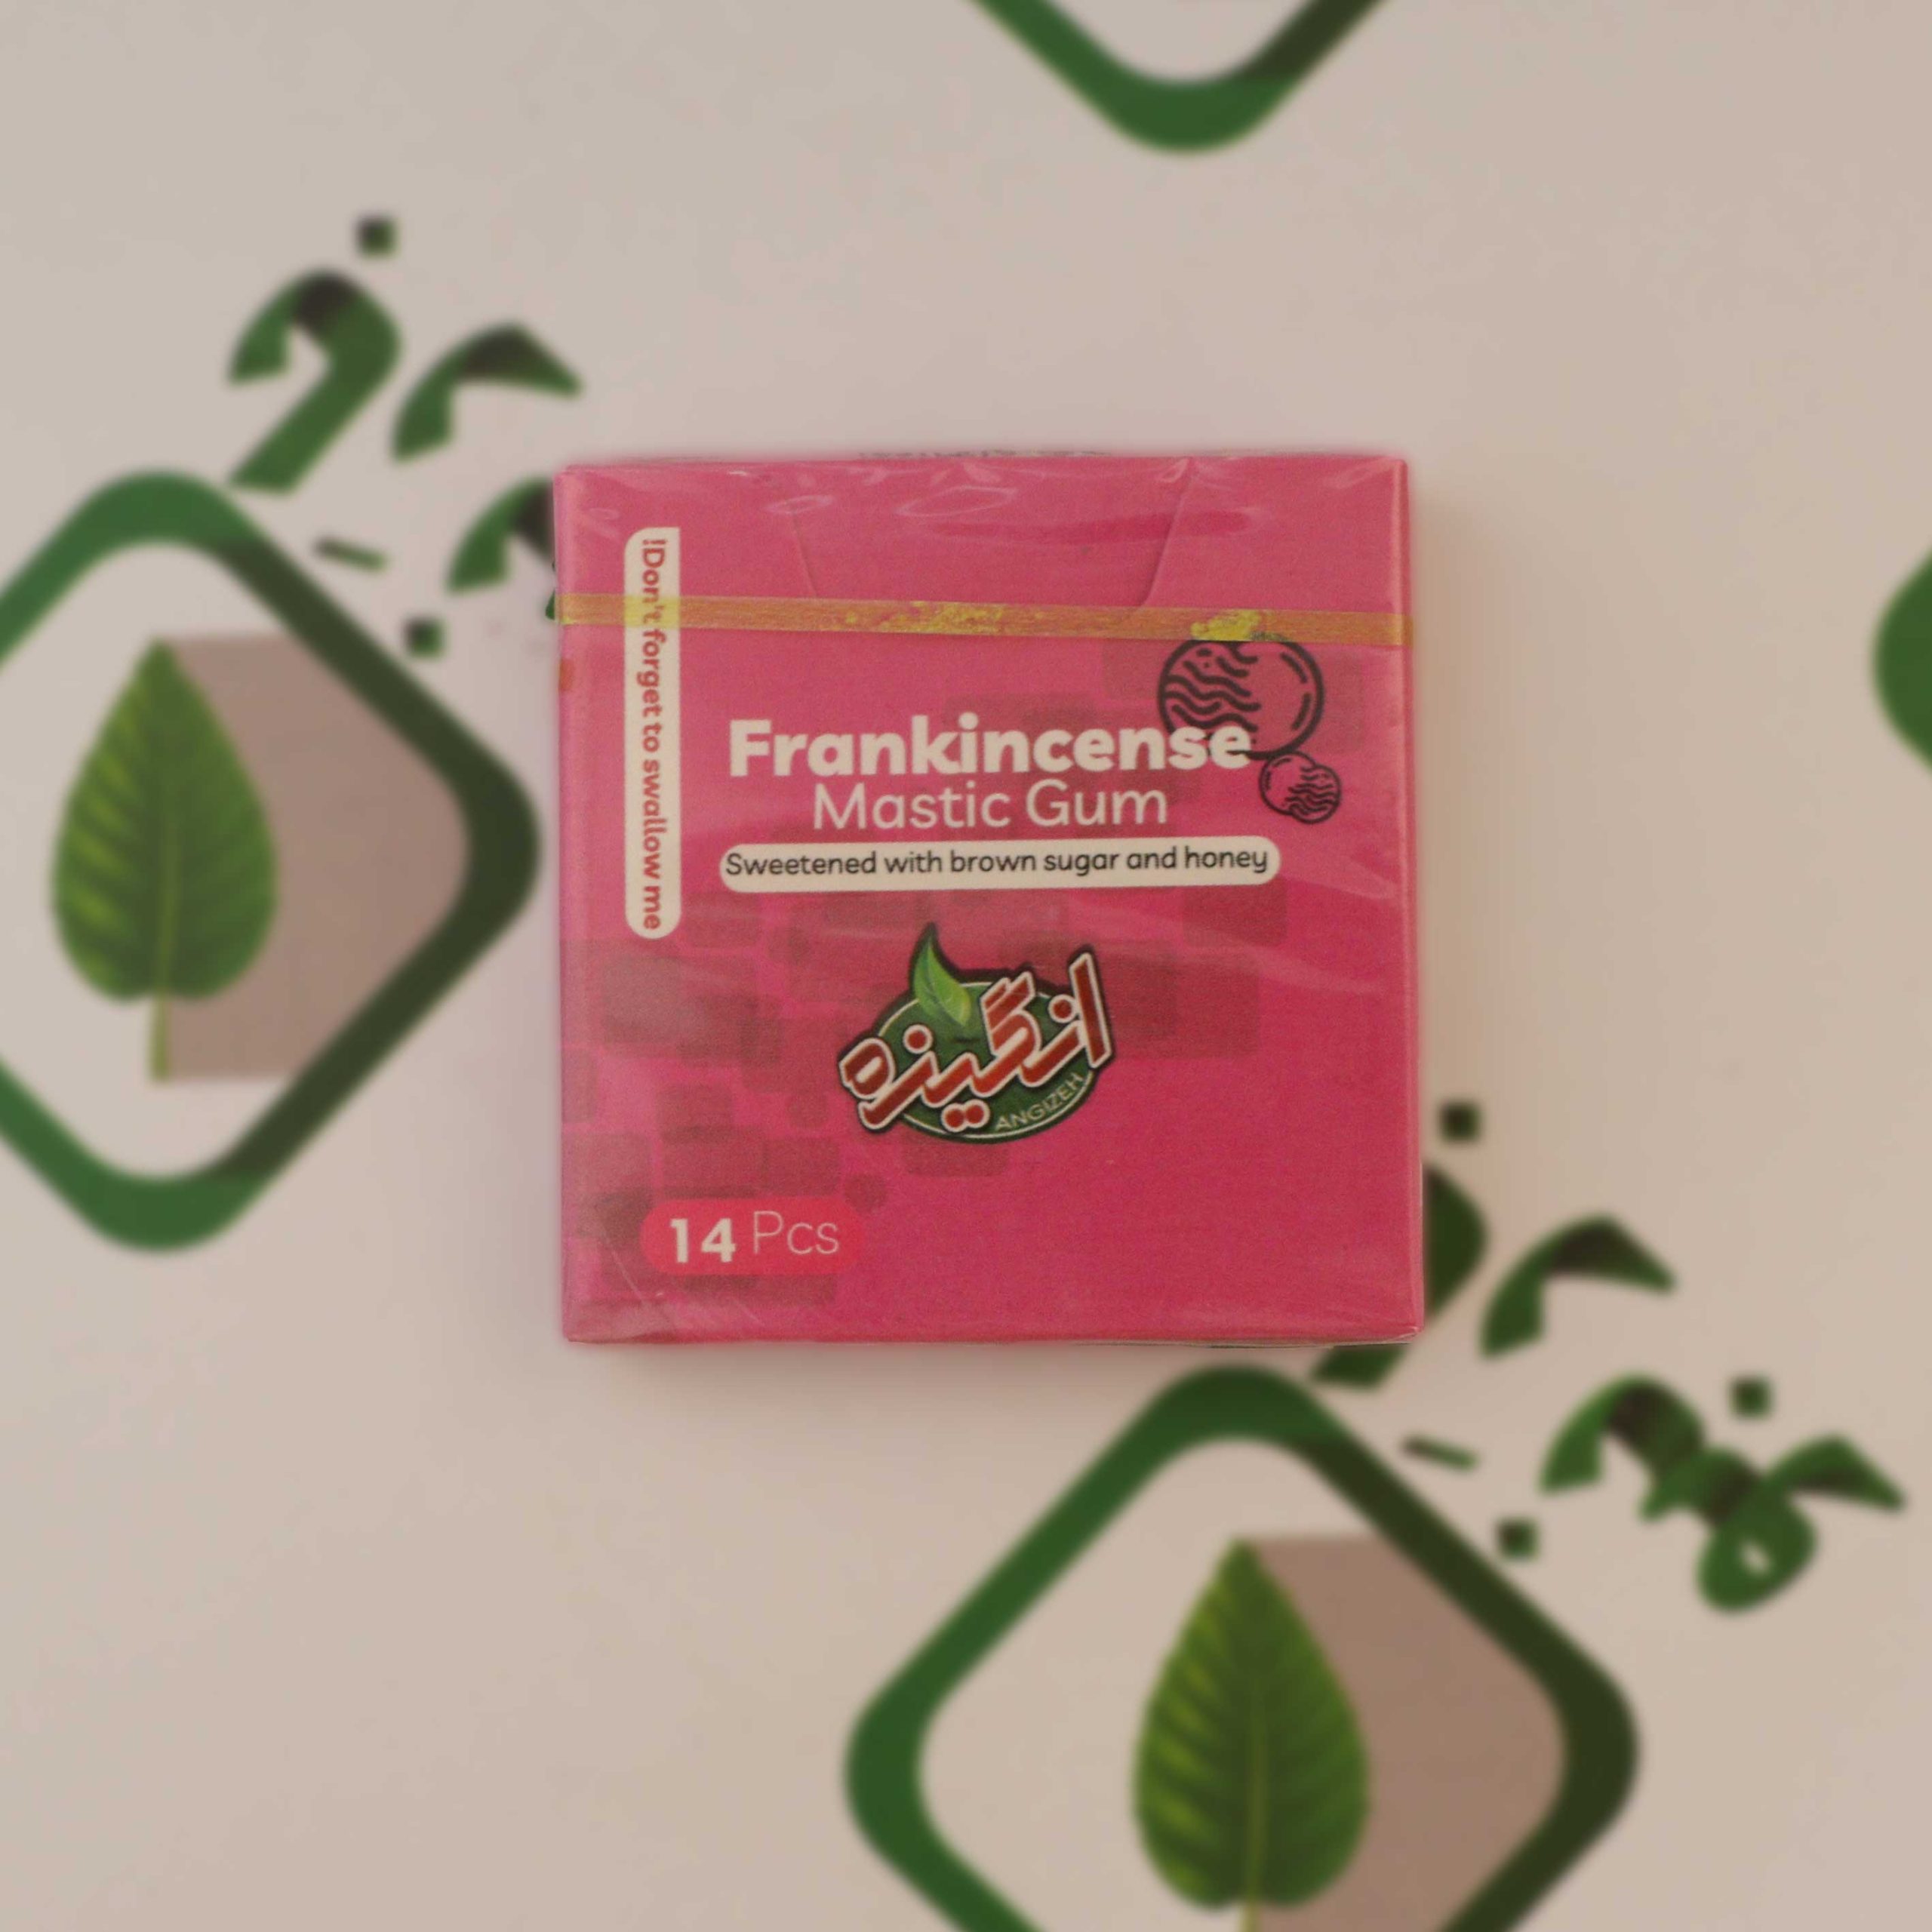 !Don't forget to swallow me
Frankincense
Mastic Gum
Sweetened with brown sugar and honey
انگیزه
ANGIZEH
14 Pcs